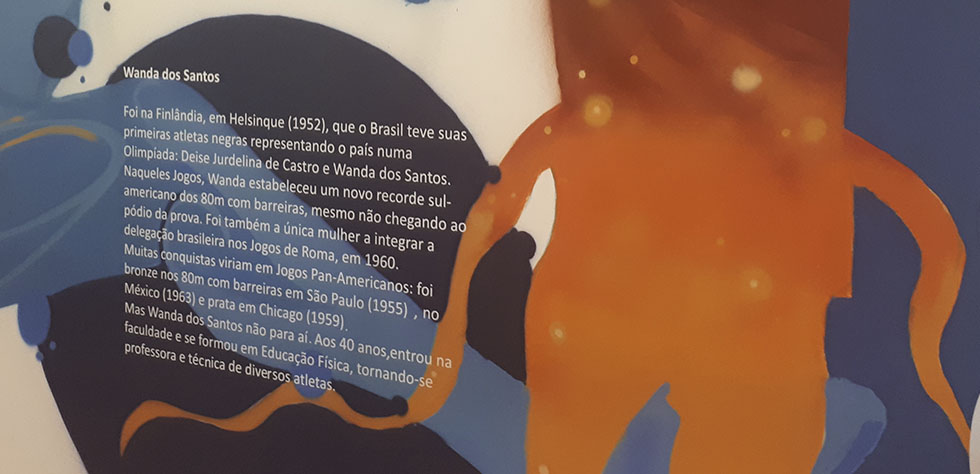 Wanda dos Santos
Foi na Finlândia, em Helsinque (1952), que o Brasil teve suas
primeiras atletas negras representando o país numa
Olimpíada: Deise Jurdelina de Castro e Wanda dos Santos.
Naqueles Jogos, Wanda estabeleceu um novo recorde sul-
americano dos 80m com barreiras, mesmo não chegando ao
pódio da prova. Foi também a única mulher a integrar a
delegação brasileira nos Jogos de Roma, em 1960.
Muitas conquistas viriam em Jogos Pan-Americanos: foi
bronze nos 80m com barreiras em São Paulo (1955) , no
México (1963) e prata em Chicago (1959).
Mas Wanda dos Santos não para aí. Aos 40 anos,entrou na
faculdade e se formou em Educação Física, tornando-se
professora e técnica de diversos atletas.